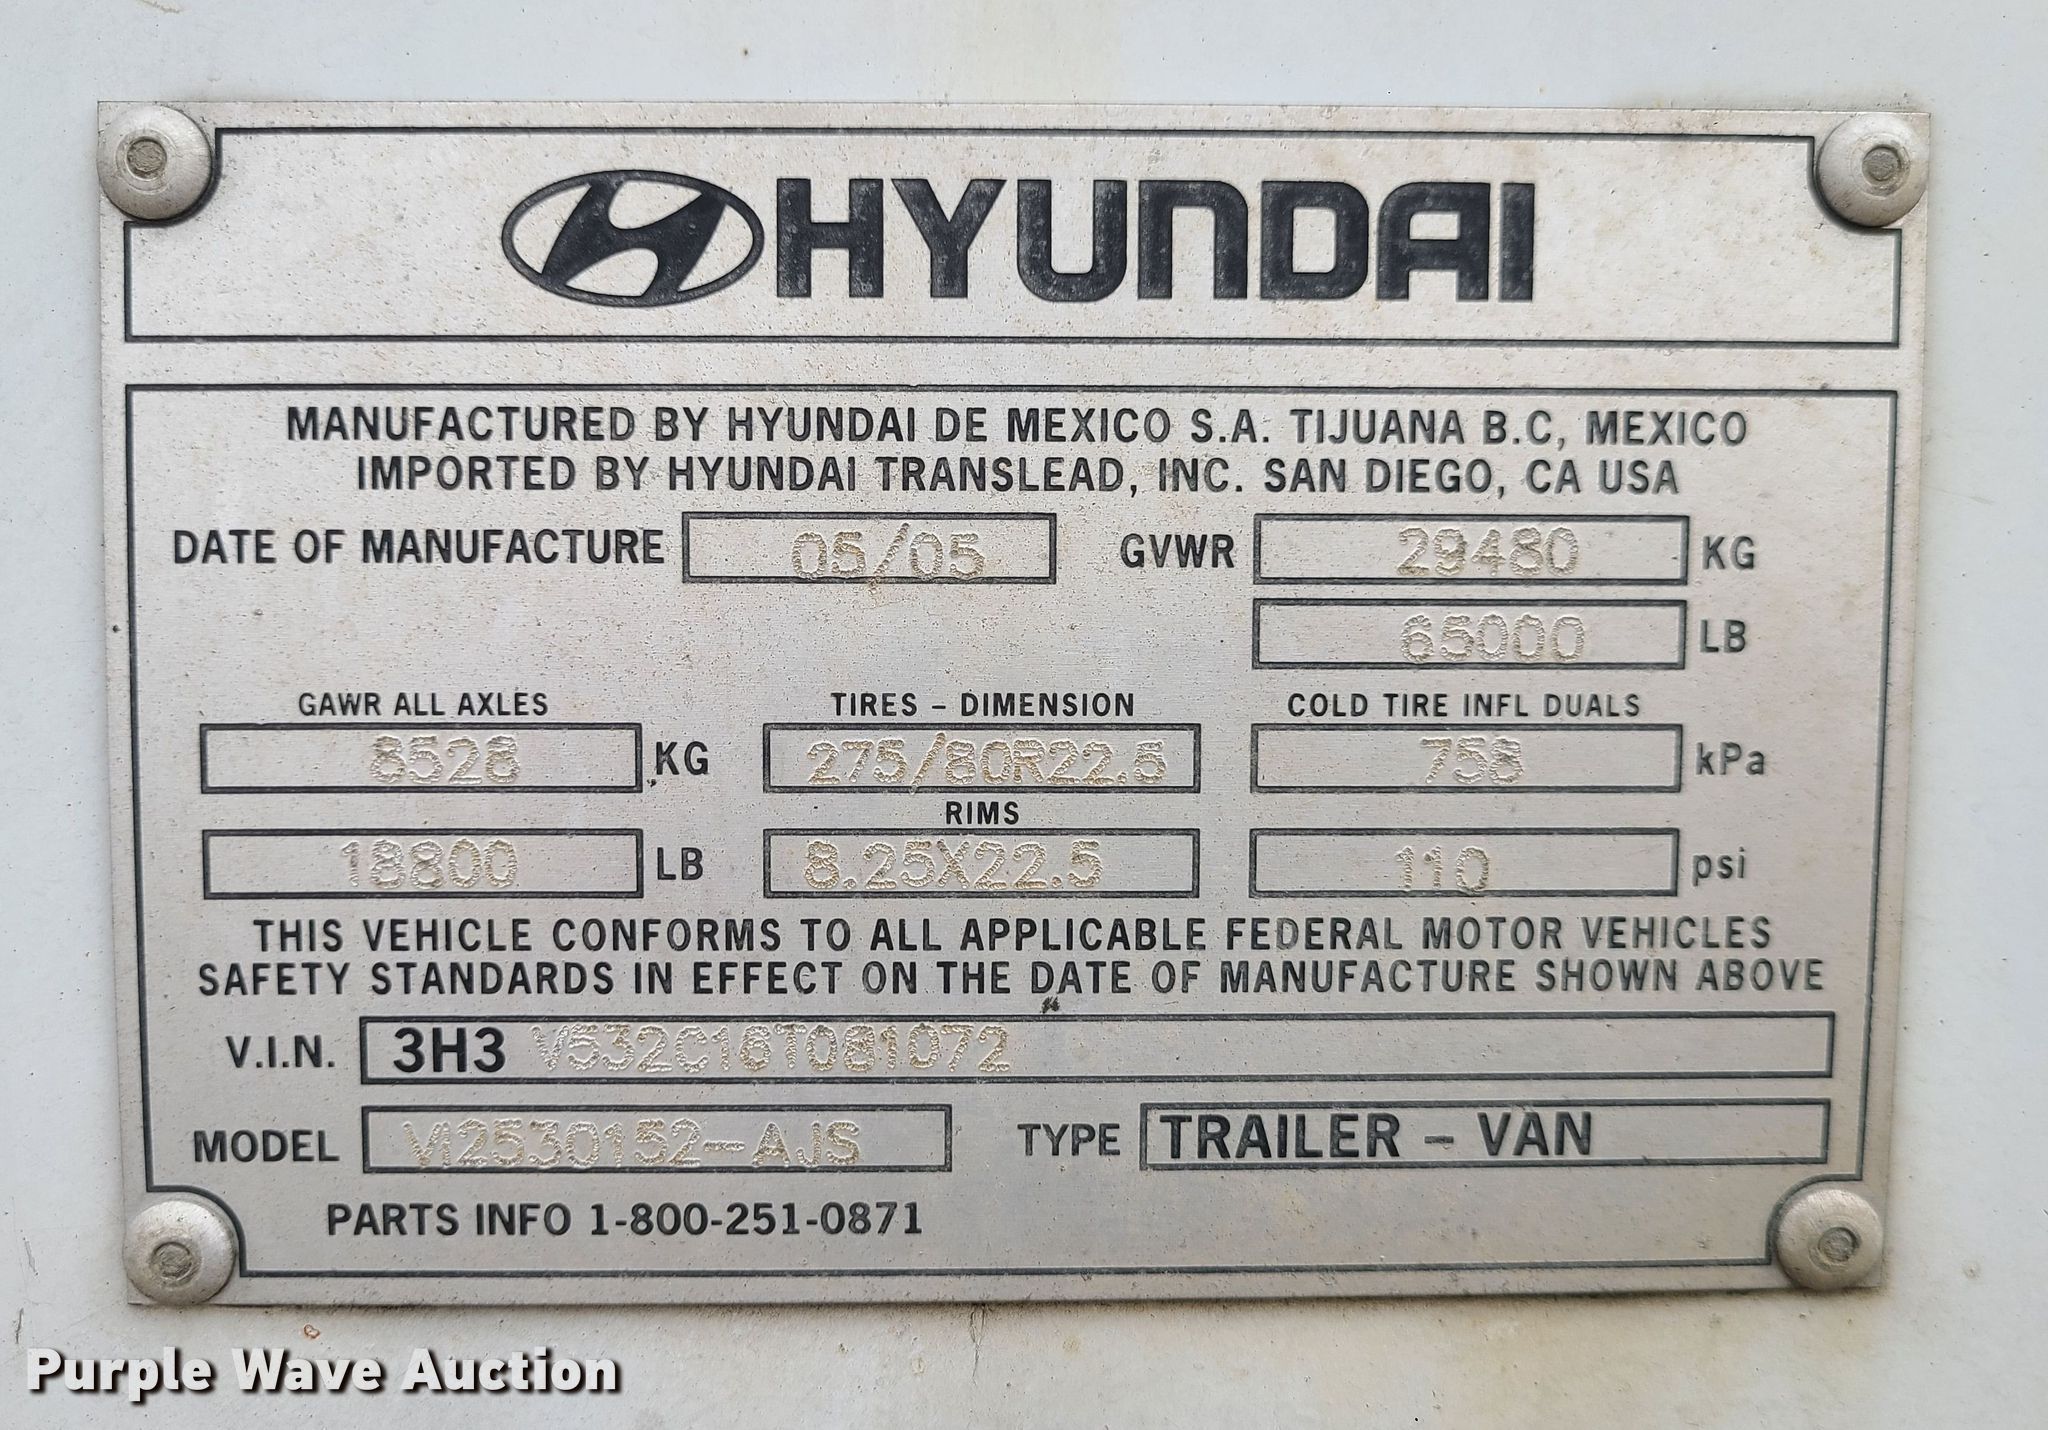 HYUNDAI
MANUFACTURED BY HYUNDAI DE MEXICO S.A. TIJUANA B.C, MEXICO
IMPORTED BY HYUNDAI TRANSLEAD, INC. SAN DIEGO, CA USA
DATE OF MANUFACTURE 05/05 GVWR 29480 KG
65000 LB
GAWR ALL AXLES TIRES - DIMENSION COLD TIRE INFL DUALS
8528 KG 275/80R22.5 758 kPa
RIMS
18800 LB 8.25X22.5 110 psi
THIS VEHICLE CONFORMS TO ALL APPLICABLE FEDERAL MOTOR VEHICLES
SAFETY STANDARDS IN EFFECT ON THE DATE OF MANUFACTURE SHOWN ABOVE
V.I.N. 3H3 V532C16T081072
MODEL VI2530152-AJS TYPE TRAILER - VAN
PARTS INFO 1-800-251-0871
Purple Wave Auction